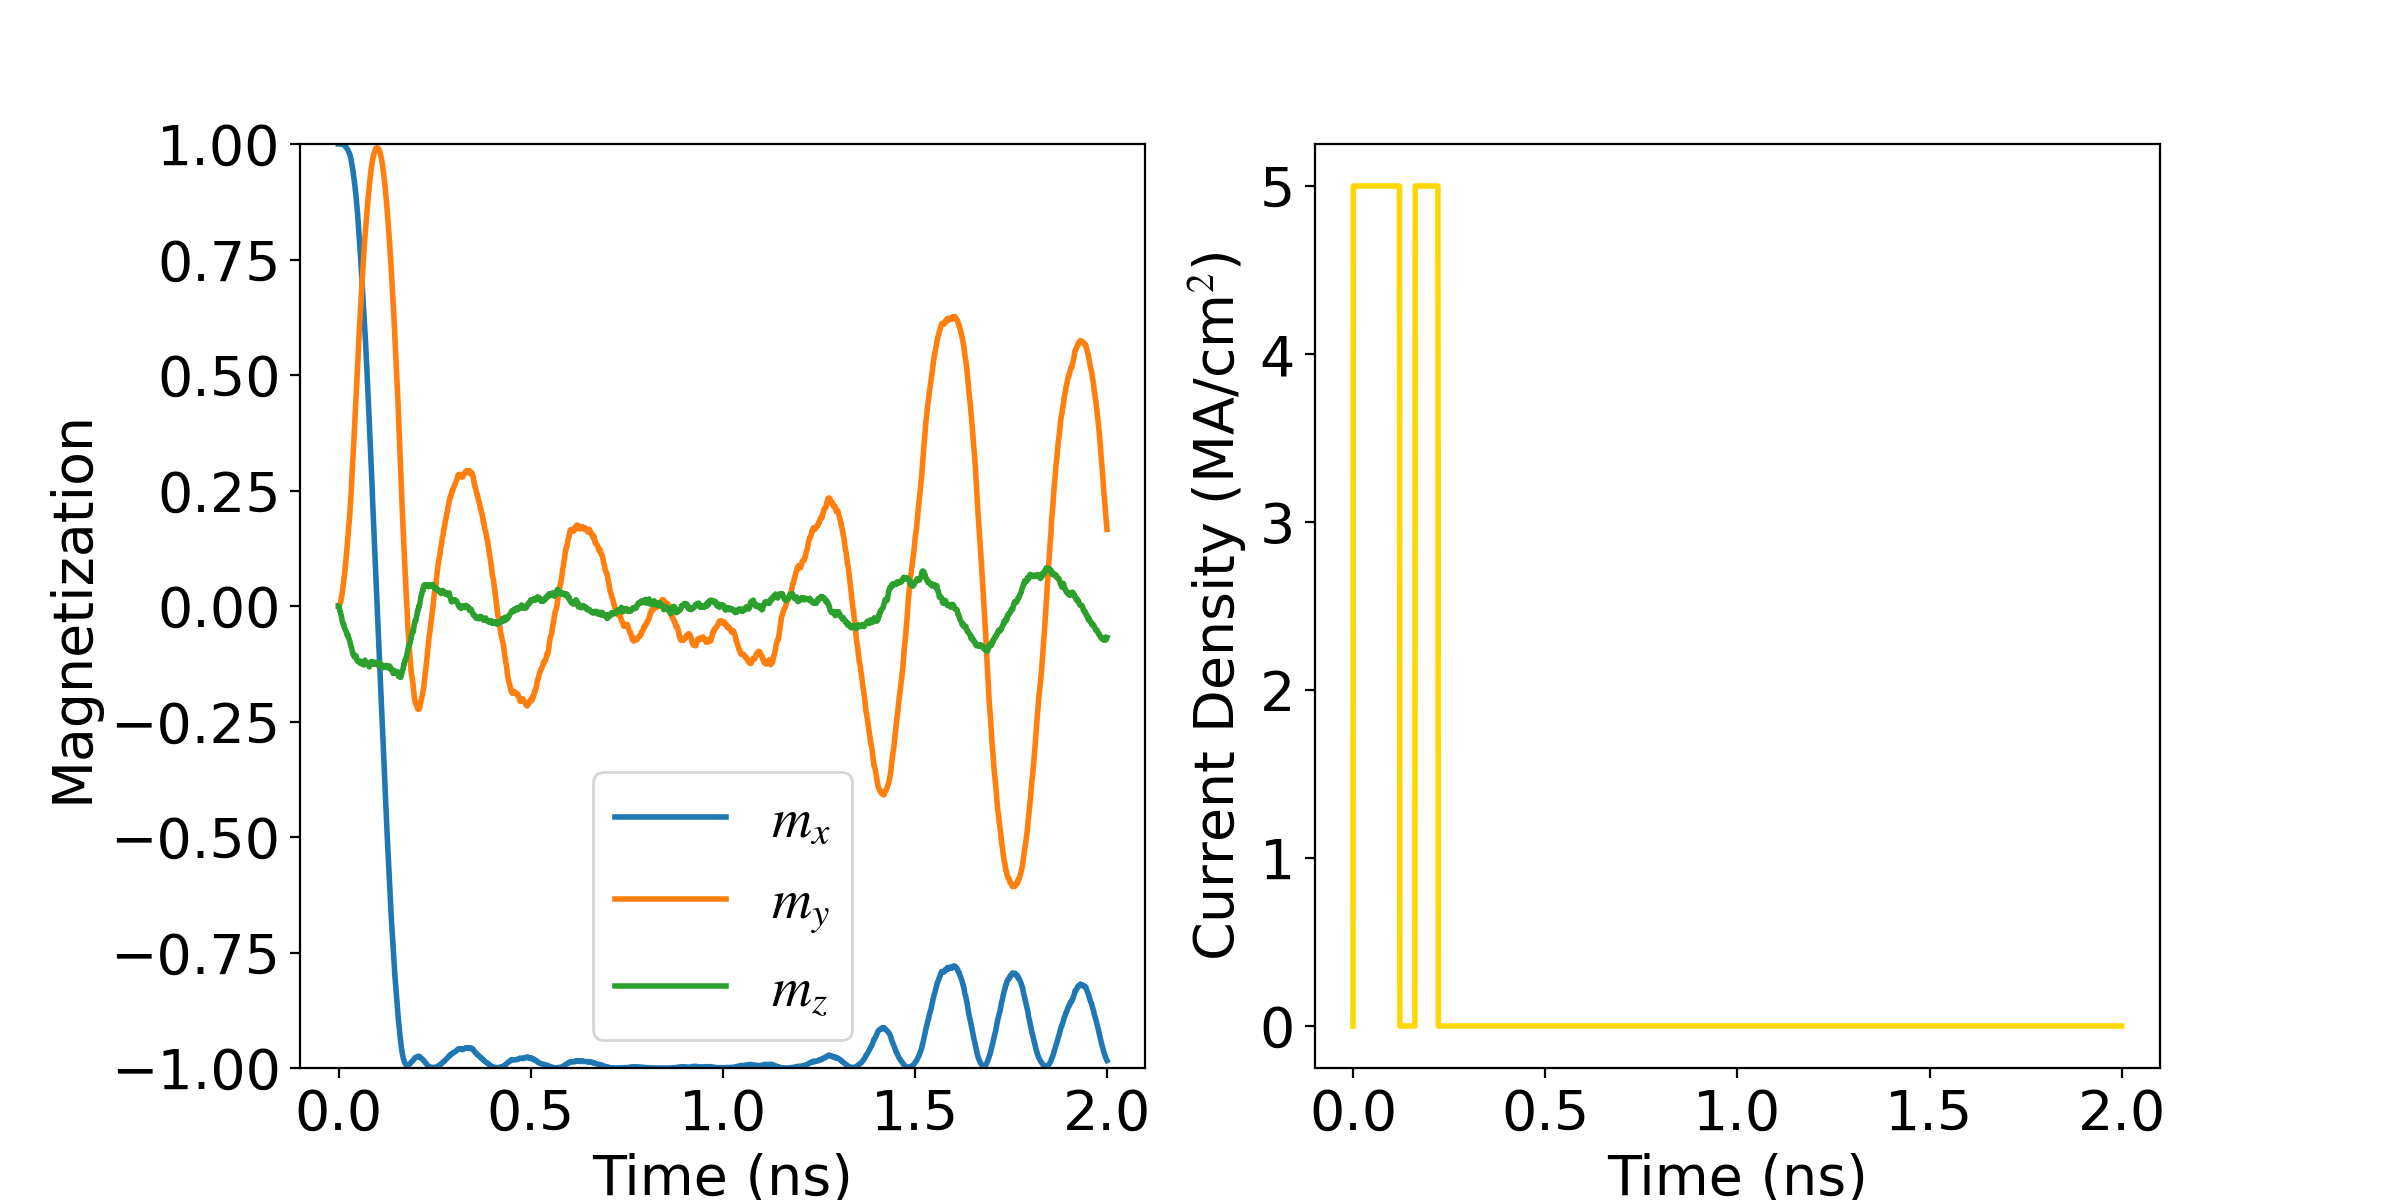 1.00
0.75
0.50
0.25
0.00
−0.25
−0.50
−0.75
−1.00
0.0 0.5 1.0 1.5 2.0
Time (ns)
Magnetization
m_x
m_y
m_z
5
4
3
2
1
0
0.0 0.5 1.0 1.5 2.0
Time (ns)
Current Density (MA/cm²)